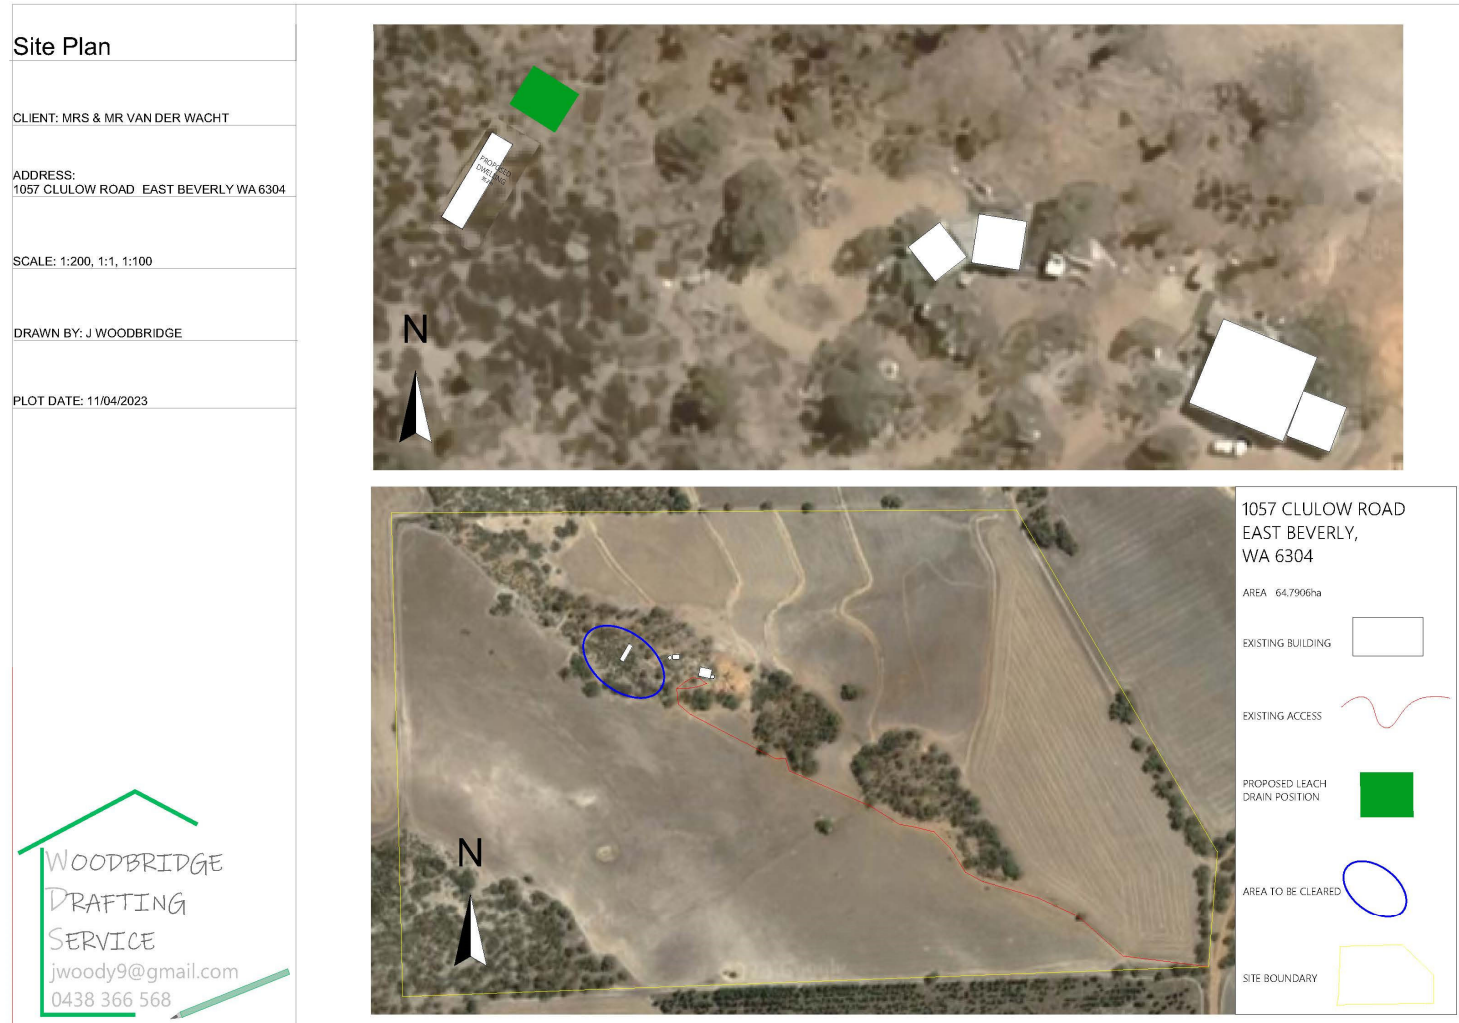 Site Plan
CLIENT: MRS & MR VAN DER WACHT
ADDRESS:
1057 CLULOW ROAD EAST BEVERLY WA 6304
SCALE: 1:200, 1:1, 1:100
DRAWN BY: J WOODBRIDGE
PLOT DATE: 11/04/2023
WOODBRIDGE
DRAFTING
SERVICE
jwoody9@gmail.com
0438 366 568
PROPOSED
DWELLING
N
N
1057 CLULOW ROAD
EAST BEVERLY,
WA 6304
AREA 64.7906ha
EXISTING BUILDING
EXISTING ACCESS
PROPOSED LEACH
DRAIN POSITION
AREA TO BE CLEARED
SITE BOUNDARY